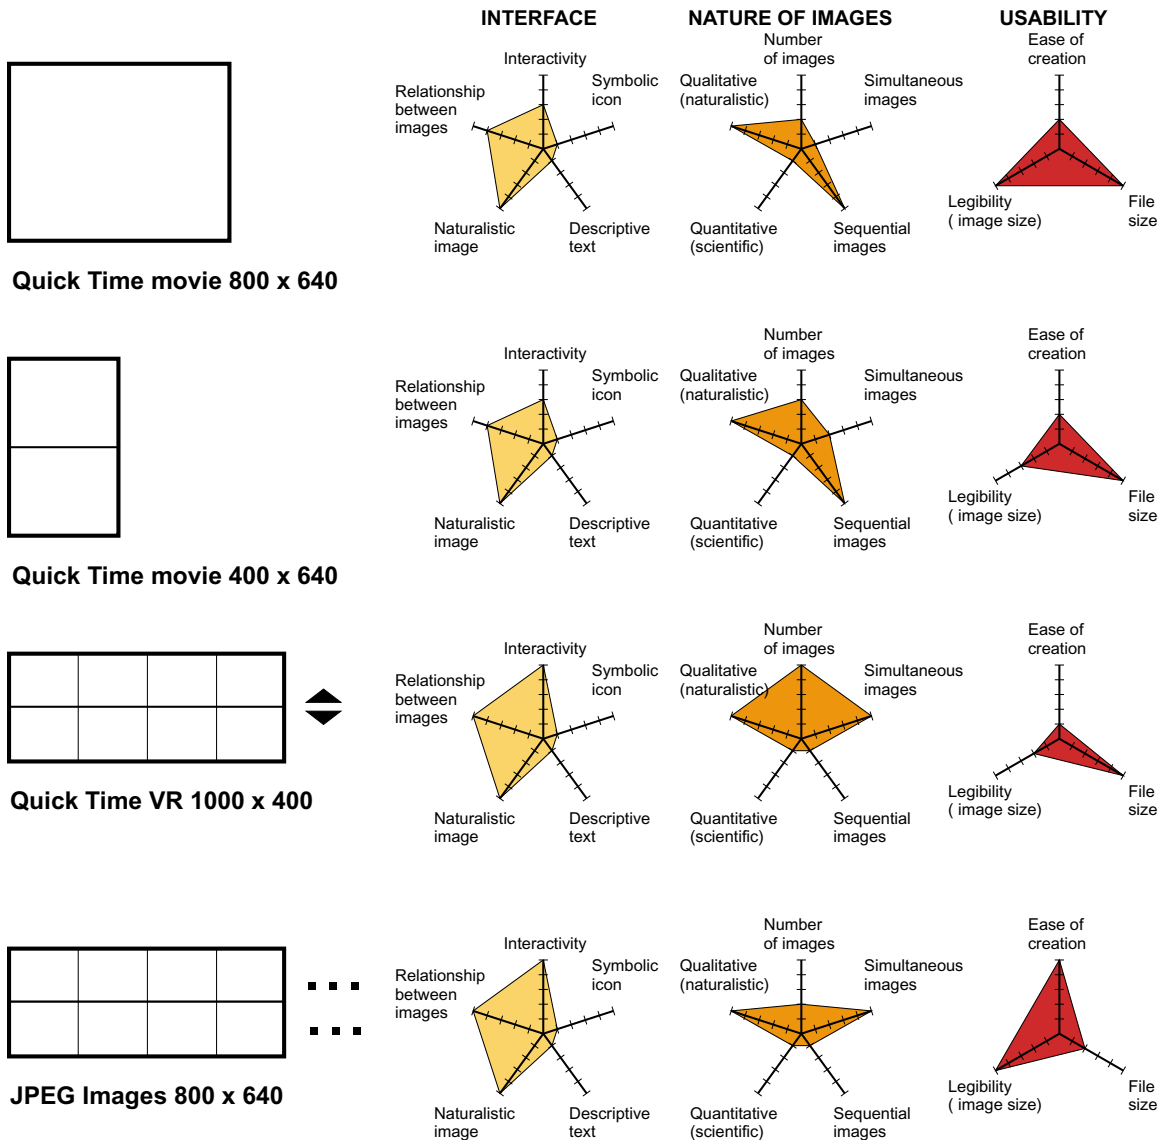 INTERFACE
NATURE OF IMAGES
USABILITY
Interactivity
Symbolic
icon
Relationship
between
images
Naturalistic
image
Descriptive
text
Number
of images
Qualitative
(naturalistic)
Simultaneous
images
Quantitative
(scientific)
Sequential
images
Ease of
creation
Legibility
( image size)
File
size
Quick Time movie 800 x 640
Interactivity
Symbolic
icon
Relationship
between
images
Naturalistic
image
Descriptive
text
Number
of images
Qualitative
(naturalistic)
Simultaneous
images
Quantitative
(scientific)
Sequential
images
Ease of
creation
Legibility
( image size)
File
size
Quick Time movie 400 x 640
Interactivity
Symbolic
icon
Relationship
between
images
Naturalistic
image
Descriptive
text
Number
of images
Qualitative
(naturalistic)
Simultaneous
images
Quantitative
(scientific)
Sequential
images
Ease of
creation
Legibility
( image size)
File
size
Quick Time VR 1000 x 400
Interactivity
Symbolic
icon
Relationship
between
images
Naturalistic
image
Descriptive
text
Number
of images
Qualitative
(naturalistic)
Simultaneous
images
Quantitative
(scientific)
Sequential
images
Ease of
creation
Legibility
( image size)
File
size
JPEG Images 800 x 640